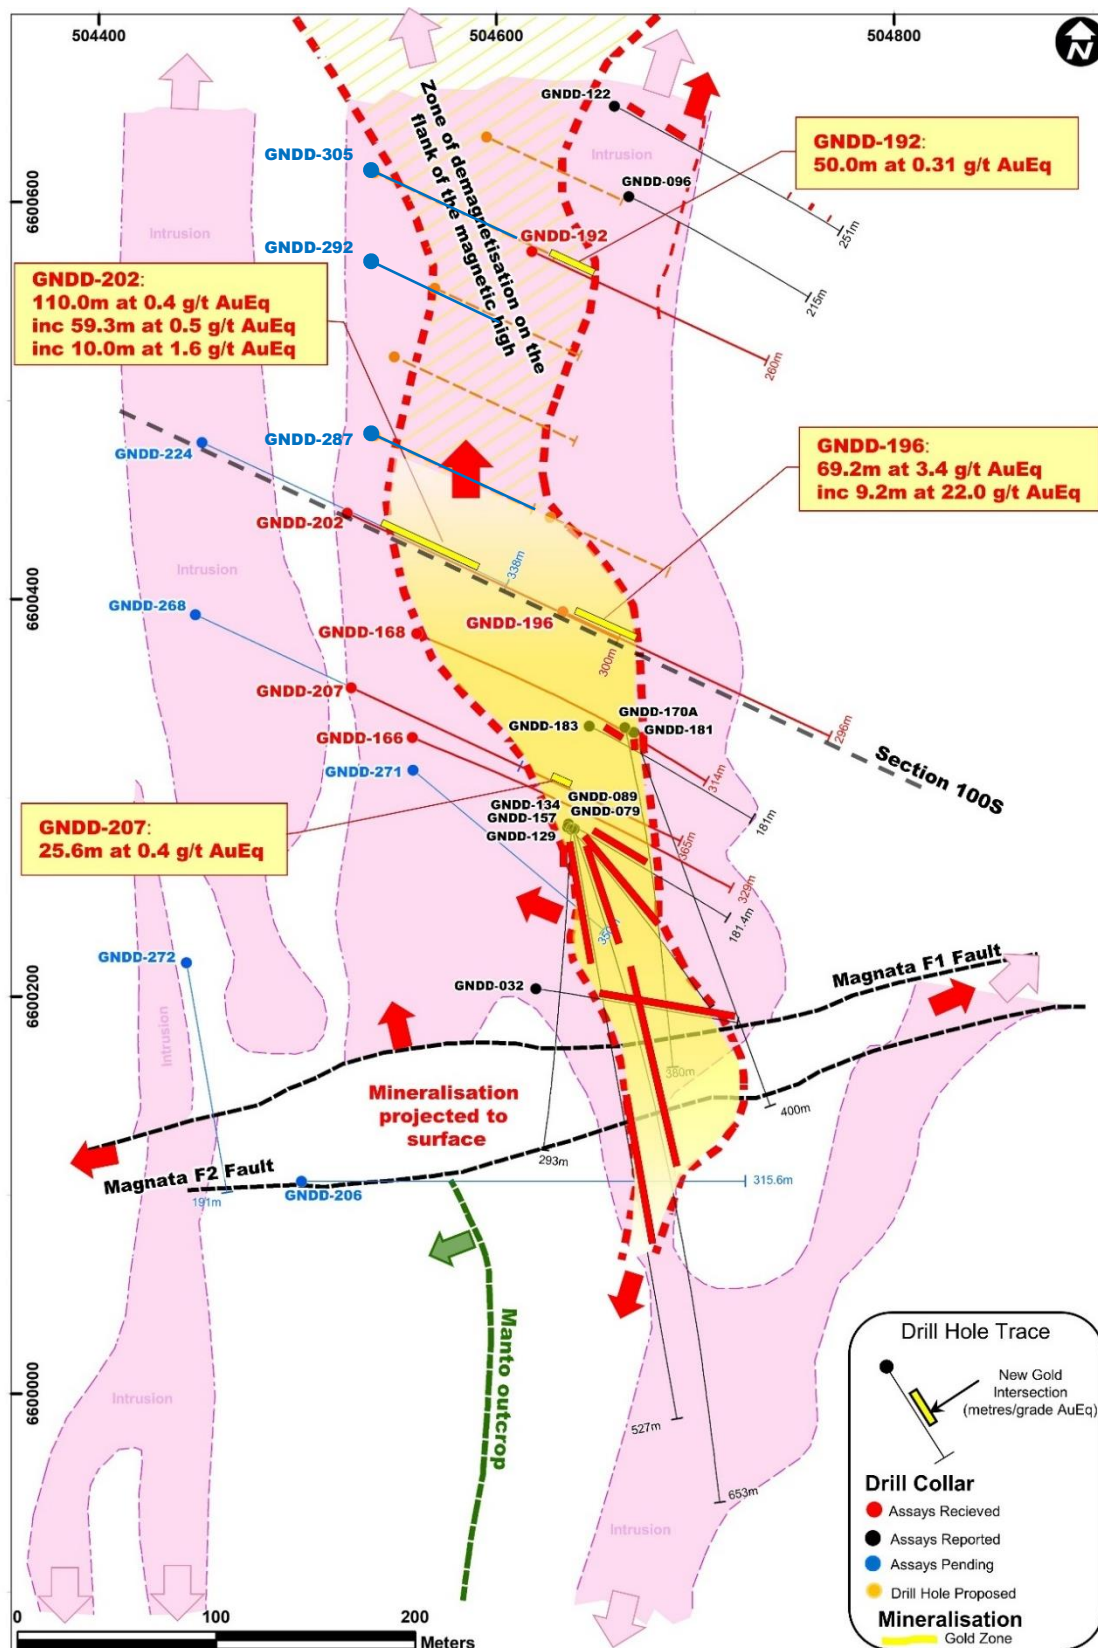 504400
504600
504800
N
GNDD-122
Zone of demagnetisation on the
flank of the magnetic high
GNDD-192:
50.0m at 0.31 g/t AuEq
GNDD-305
Intrusion
GNDD-096
6600600
Intrusion
GNDD-192
251m
GNDD-292
215m
GNDD-202:
110.0m at 0.4 g/t AuEq
inc 59.3m at 0.5 g/t AuEq
inc 10.0m at 1.6 g/t AuEq
260m
GNDD-287
GNDD-196:
69.2m at 3.4 g/t AuEq
inc 9.2m at 22.0 g/t AuEq
GNDD-224
GNDD-202
338m
Intrusion
6600400
GNDD-268
GNDD-196
GNDD-168
300m
GNDD-207
GNDD-170A
GNDD-183
GNDD-181
296m
GNDD-166
Section 100S
GNDD-271
314m
GNDD-089
GNDD-134
GNDD-079
GNDD-157
GNDD-129
181m
GNDD-207:
25.6m at 0.4 g/t AuEq
365m
329m
181.4m
350m
GNDD-272
Magnata F1 Fault
GNDD-032
6600200
Intrusion
380m
Mineralisation
projected to
surface
400m
293m
Magnata F2 Fault
191m
GNDD-206
315.6m
Manto outcrop
6600000
Intrusion
527m
653m
Intrusion
Drill Hole Trace
New Gold
Intersection
(metres/grade AuEq)
Drill Collar
Assays Recieved
Assays Reported
Assays Pending
Drill Hole Proposed
Mineralisation
Gold Zone
0
100
200
Meters